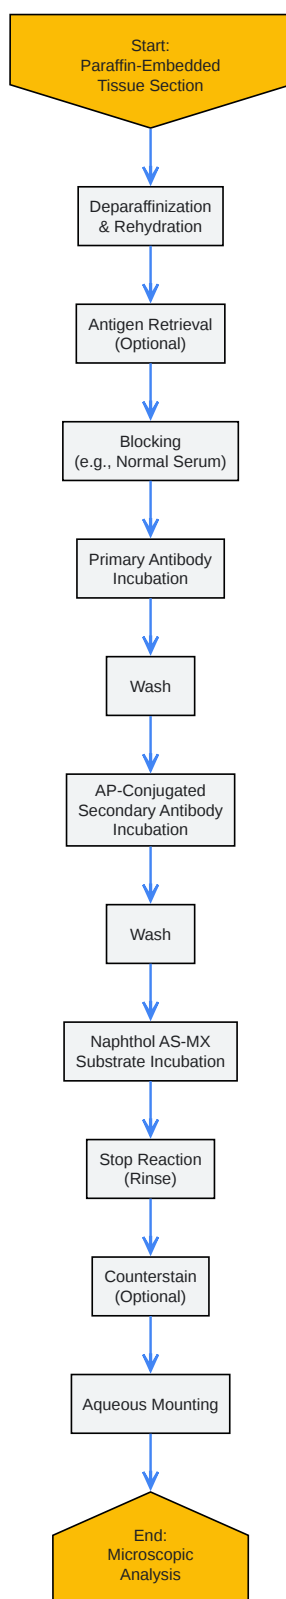 Start:
Paraffin-Embedded
Tissue Section
Deparaffinization
& Rehydration
Antigen Retrieval
(Optional)
Blocking
(e.g., Normal Serum)
Primary Antibody
Incubation
Wash
AP-Conjugated
Secondary Antibody
Incubation
Wash
Naphthol AS-MX
Substrate Incubation
Stop Reaction
(Rinse)
Counterstain
(Optional)
Aqueous Mounting
End:
Microscopic
Analysis